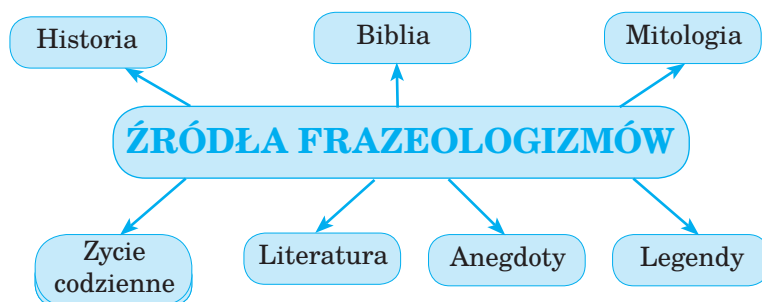 Historia
Biblia
Mitologia
ŹRÓDŁA FRAZEOLOGIZMÓW
Zycie
codzienne
Literatura
Anegdoty
Legendy